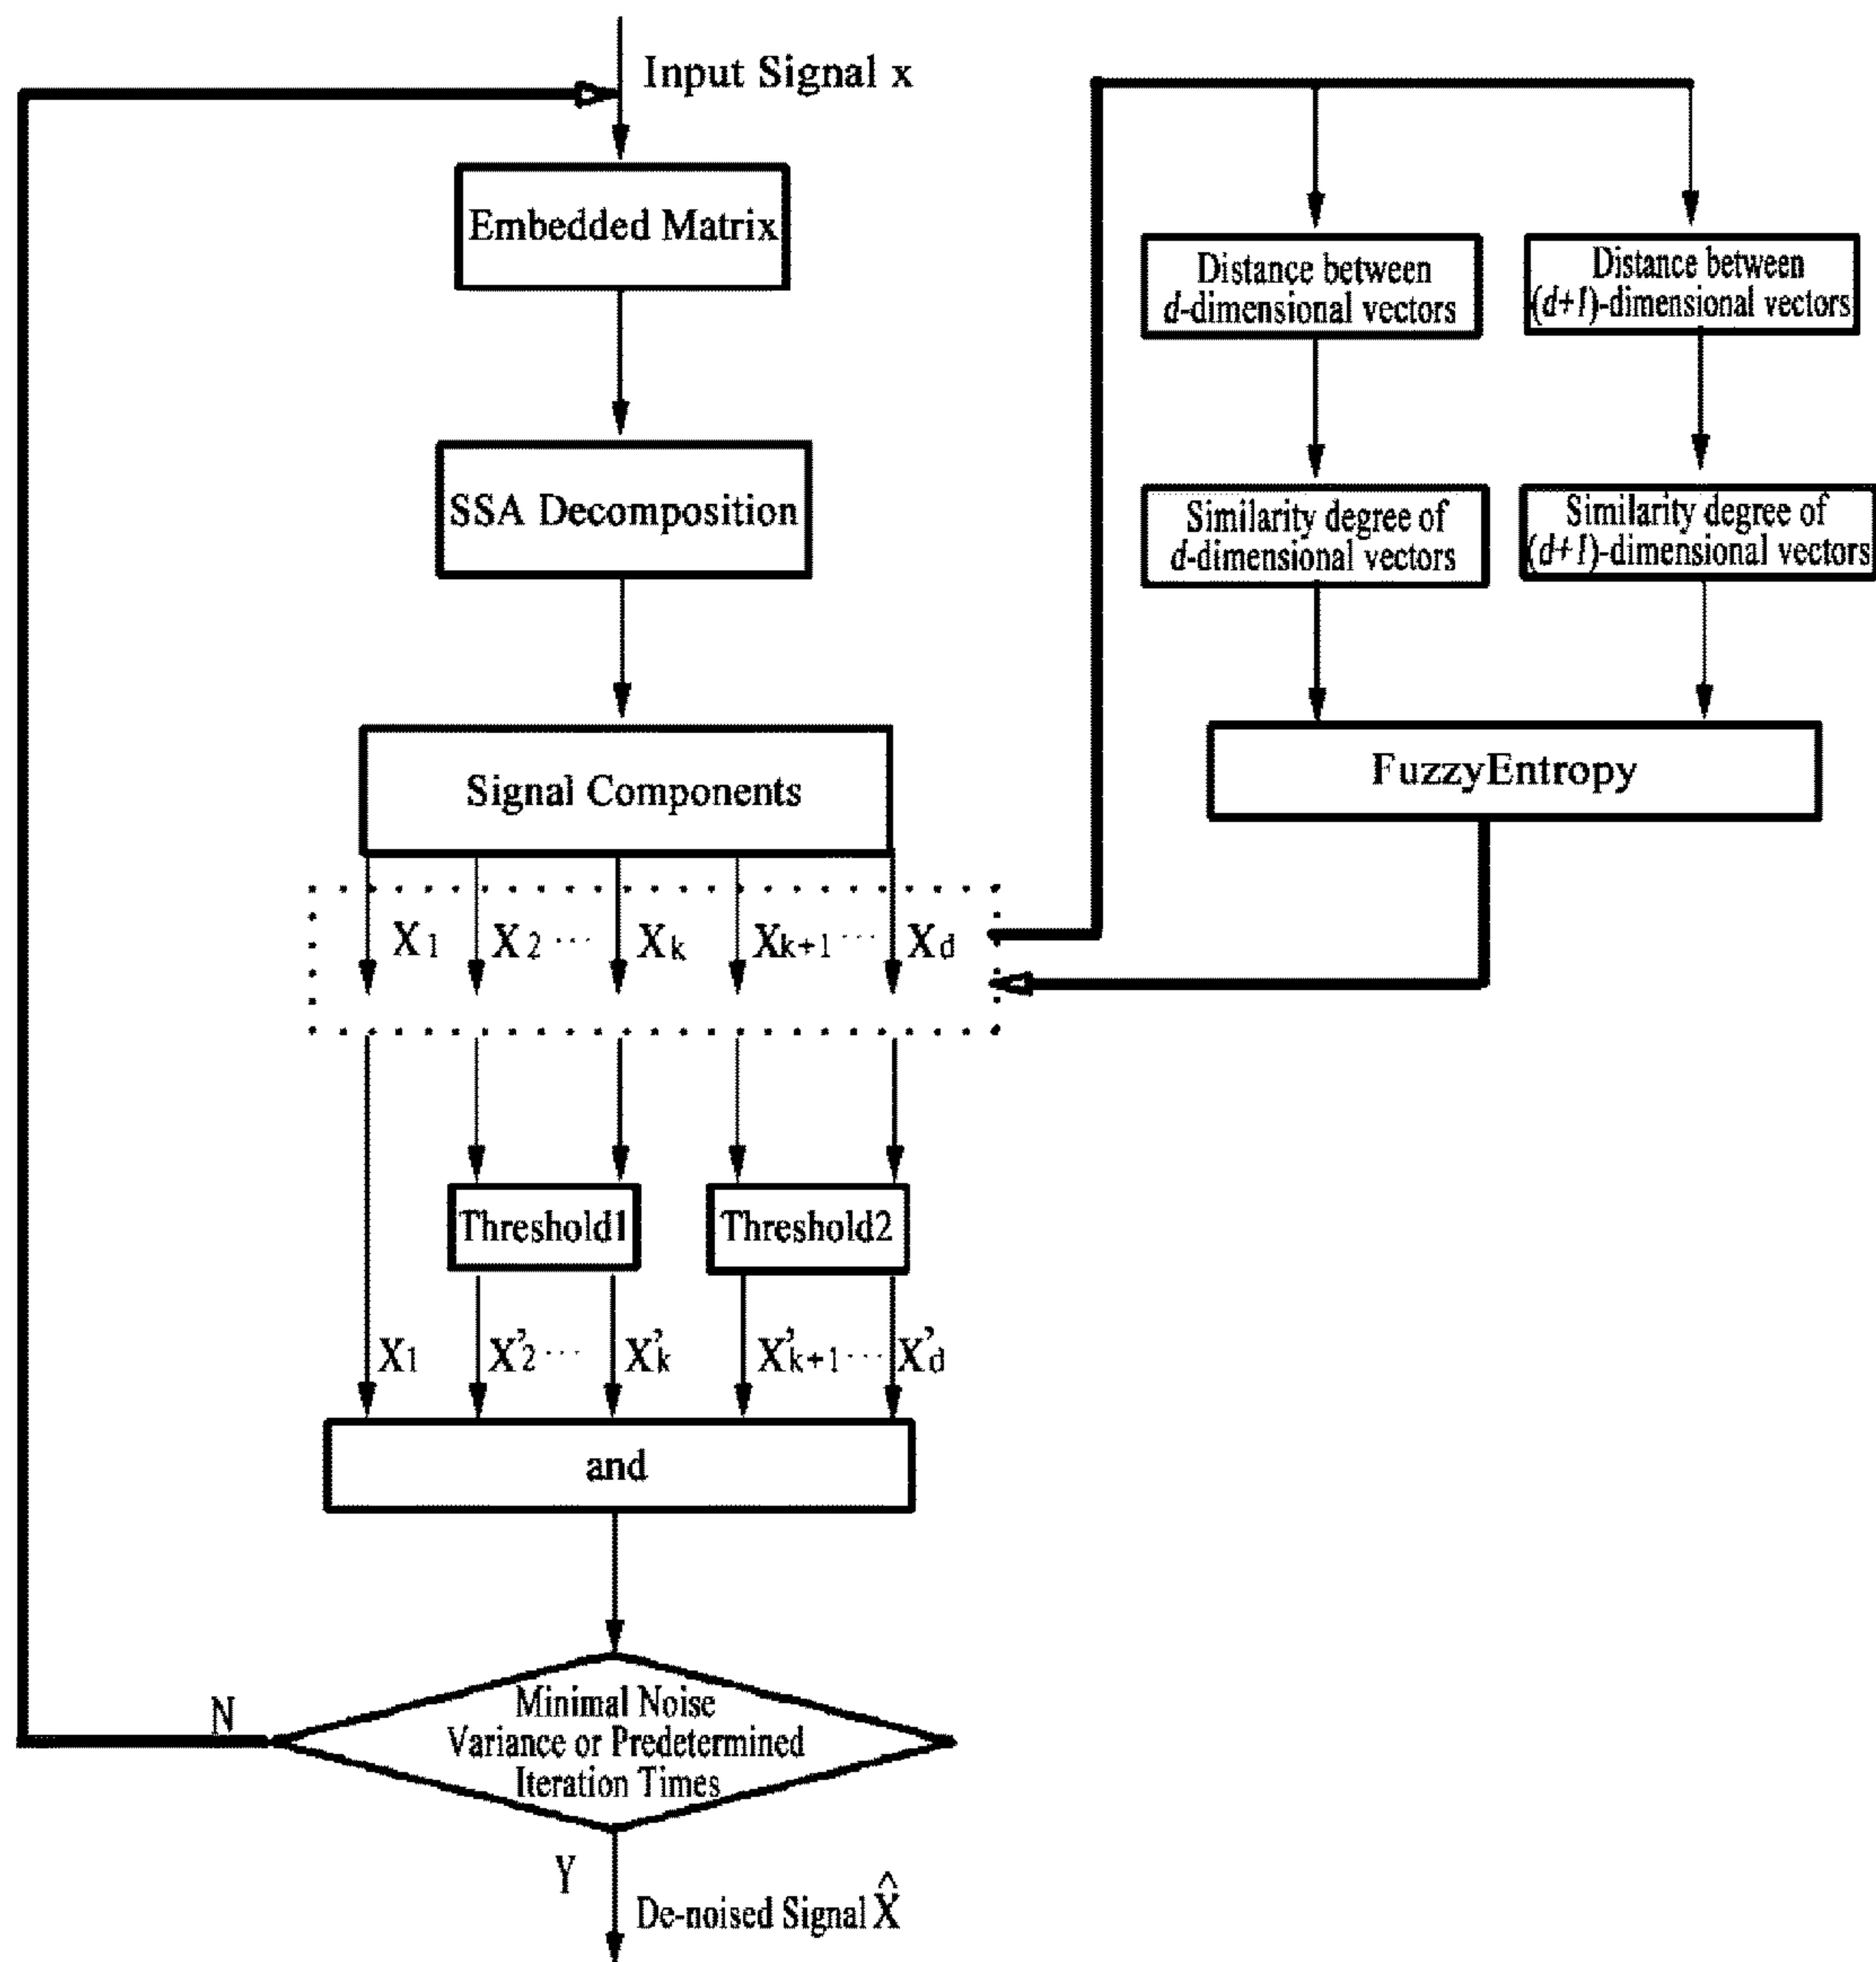 Input Signal x
Embedded Matrix
SSA Decomposition
Signal Components
X1 X2 ... Xk Xk+1 ... Xd
Threshold1
Threshold2
X1 X'2 ... X'k X'k+1 ... X'd
and
Minimal Noise
Variance or Predetermined
Iteration Times
N
Y
De-noised Signal X̂
Distance between
d-dimensional vectors
Distance between
(d+1)-dimensional vectors
Similarity degree of
d-dimensional vectors
Similarity degree of
(d+1)-dimensional vectors
FuzzyEntropy